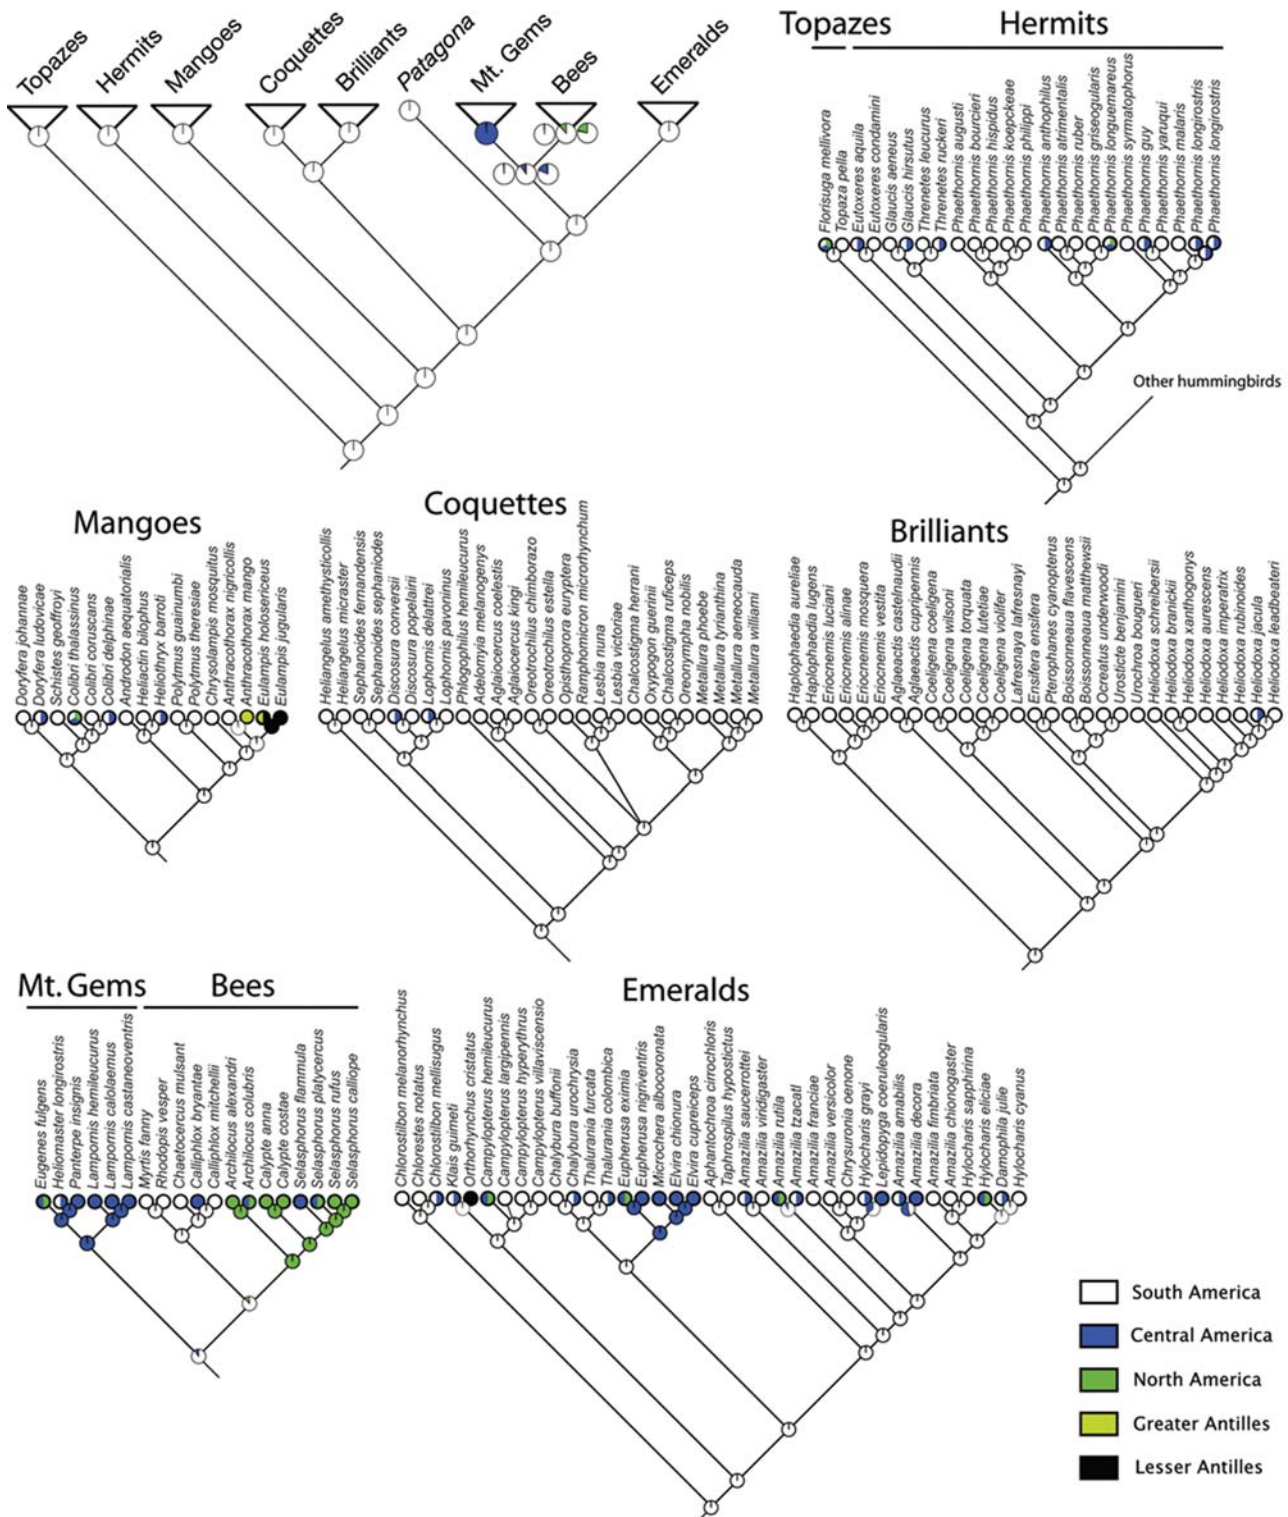 Topazes
Hermits
Mangoes
Coquettes
Brilliants
Patagona
Mt. Gems
Bees
Emeralds
Topazes
Hermits
Florisuga mellivora
Topaza pella
Eutoxeres aquila
Eutoxeres condamini
Glaucis aeneus
Glaucis hirsutus
Threnetes leucurus
Threnetes ruckeri
Phaethornis augusti
Phaethornis bourcieri
Phaethornis hispidus
Phaethornis koepckeae
Phaethornis philippi
Phaethornis anthophilus
Phaethornis atrimentalis
Phaethornis ruber
Phaethornis griseogularis
Phaethornis longuemareus
Phaethornis syrmatophorus
Phaethornis guy
Phaethornis yaruqui
Phaethornis malaris
Phaethornis longirostris
Phaethornis longirostris
Other hummingbirds
Mangoes
Doryfera johannae
Doryfera ludovicae
Schistes geoffroyi
Colibri thalassinus
Colibri coruscans
Colibri delphinae
Androdon aequatorialis
Heliactin bilophus
Heliothryx barroti
Polytmus guainumbi
Polytmus theresiae
Chrysolampis mosquitus
Anthracothorax nigricollis
Anthracothorax mango
Eulampis holosericeus
Eulampis jugularis
Coquettes
Heliangelus amethysticollis
Heliangelus micraster
Sephanoides fernandensis
Sephanoides sephaniodes
Discosura conversii
Discosura popelairii
Lophornis delattrei
Lophornis pavoninus
Phlogophilus hemileucurus
Adelomyia melanogenys
Aglaiocercus coelestis
Aglaiocercus kingi
Oreotrochilus chimborazo
Oreotrochilus estella
Opisthoprora euryptera
Ramphomicron microrhynchum
Lesbia nuna
Lesbia victoriae
Chalcostigma herrani
Oxypogon guerinii
Chalcostigma ruficeps
Oreonympha nobilis
Metallura phoebe
Metallura tyrianthina
Metallura aeneocauda
Metallura williami
Brilliants
Haplophaedia aureliae
Haplophaedia lugens
Eriocnemis luciani
Eriocnemis alinae
Eriocnemis mosquera
Eriocnemis vestita
Aglaeactis castelnaudii
Aglaeactis cupripennis
Coeligena coeligena
Coeligena wilsoni
Coeligena torquata
Coeligena lutetiae
Coeligena violifer
Lafresnaya lafresnayi
Ensifera ensifera
Pterophanes cyanopterus
Boissonneaua flavescens
Boissonneaua matthewsii
Ocreatus underwoodi
Urosticte benjamini
Urochroa bougueri
Heliodoxa schreibersii
Heliodoxa branickii
Heliodoxa xanthogonys
Heliodoxa aurescens
Heliodoxa imperatrix
Heliodoxa rubinoides
Heliodoxa jacula
Heliodoxa leadbeateri
Mt. Gems
Bees
Eugenes fulgens
Heliomaster longirostris
Panterpe insignis
Lampornis hemileucurus
Lampornis calolaemus
Lampornis castaneoventris
Myrtis fanny
Rhodopis vesper
Chaetocercus mulsant
Calliphlox bryantae
Calliphlox mitchellii
Archilocus alexandri
Archilocus colubris
Calypte anna
Calypte costae
Selasphorus flammula
Selasphorus platycercus
Selasphorus rufus
Selasphorus calliope
Emeralds
Chlorostilbon melanorhynchus
Chlorestes notatus
Chlorostilbon mellisugus
Klais guimeti
Orthorhynchus cristatus
Campylopterus hemileucurus
Campylopterus largipennis
Campylopterus hyperythrus
Campylopterus villaviscensio
Chalybura buffonii
Chalybura urochrysia
Thalurania furcata
Thalurania colombica
Eupherusa eximia
Eupherusa nigriventris
Microchera albocoronata
Elvira chionura
Elvira cupreiceps
Aphantochroa cirrochloris
Taphrospilus hypostictus
Amazilia saucerrottei
Amazilia viridigaster
Amazilia rutila
Amazilia tzacatl
Amazilia franciae
Amazilia versicolor
Chrysuronia oenone
Hylocharis grayi
Lepidopyga coeruleogularis
Amazilia amabilis
Amazilia decora
Amazilia fimbriata
Amazilia chionogaster
Hylocharis sapphirina
Hylocharis eliciae
Damophila julie
Hylocharis cyanus
South America
Central America
North America
Greater Antilles
Lesser Antilles